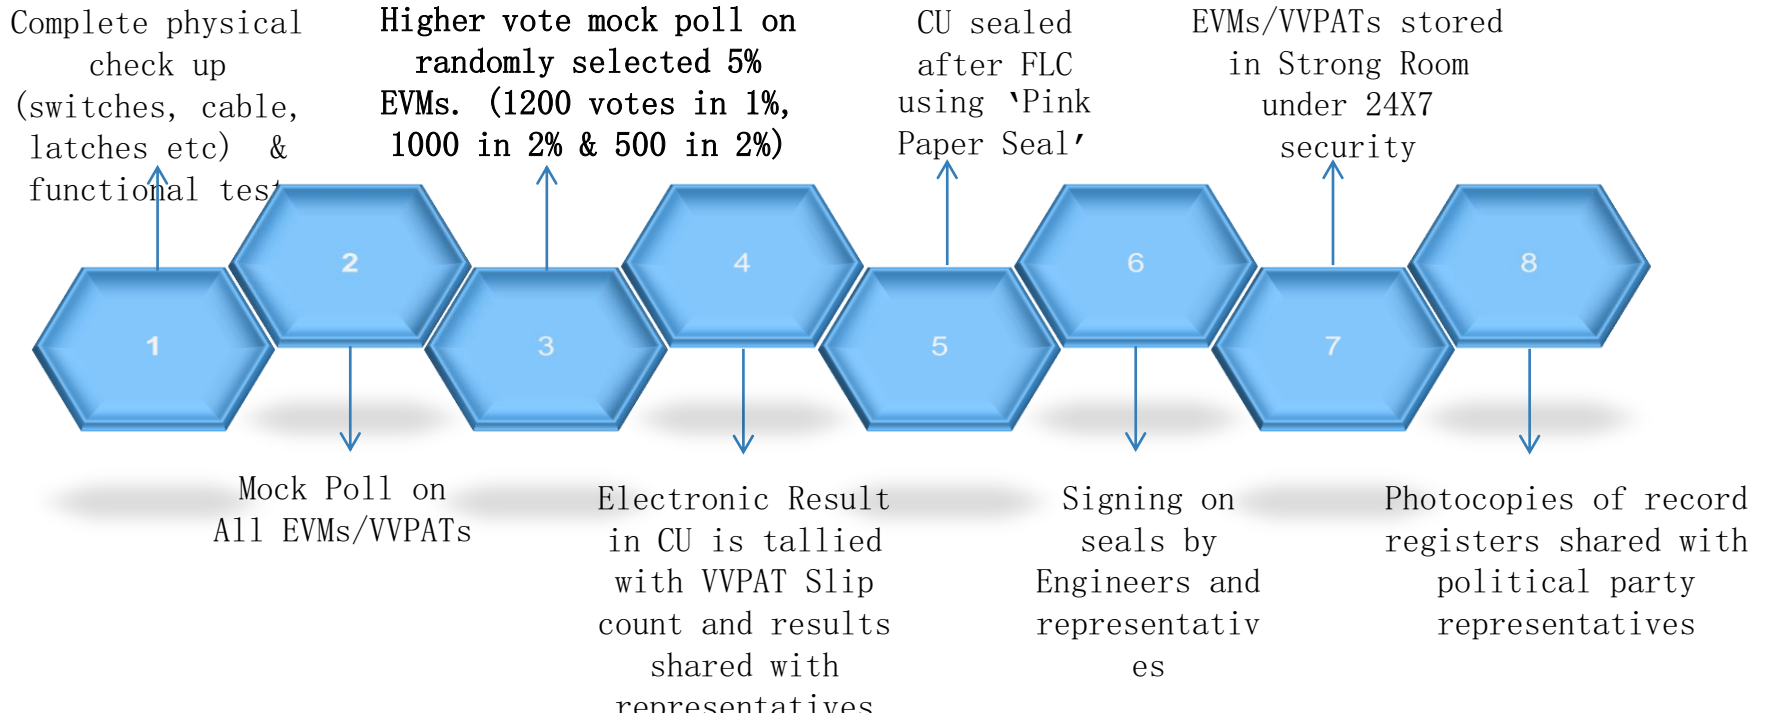 Complete physical
check up
(switches, cable,
latches etc) &
functional test
Higher vote mock poll on
randomly selected 5%
EVMs. (1200 votes in 1%,
1000 in 2% & 500 in 2%)
CU sealed
after FLC
using ‘Pink
Paper Seal’
EVMs/VVPATs stored
in Strong Room
under 24X7
security
1
2
3
4
5
6
7
8
Mock Poll on
All EVMs/VVPATs
Electronic Result
in CU is tallied
with VVPAT Slip
count and results
shared with
representatives
Signing on
seals by
Engineers and
representativ
es
Photocopies of record
registers shared with
political party
representatives